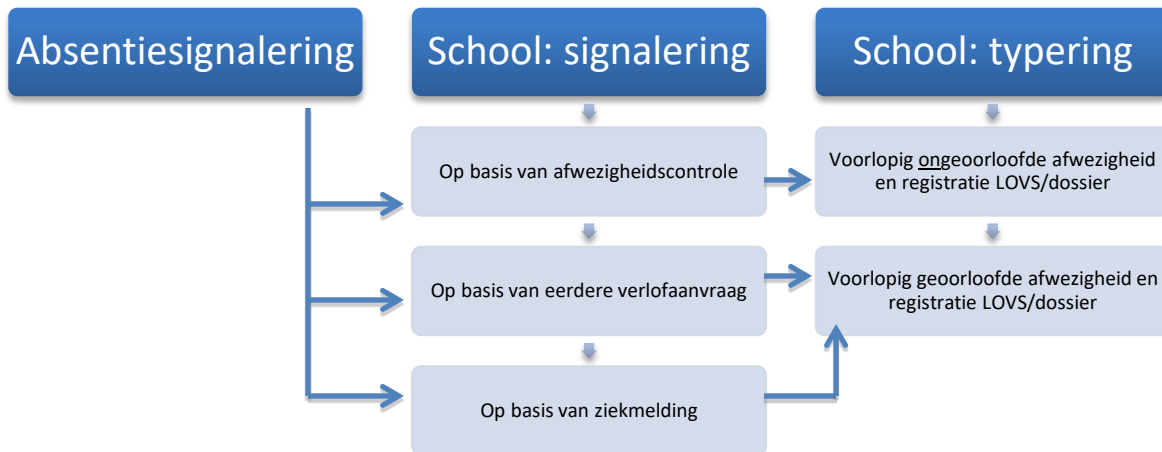 Absentiesignalering
School: signalering
School: typering
Op basis van afwezigheidscontrole
Voorlopig ongeoorloofde afwezigheid
en registratie LOVS/dossier
Op basis van eerdere verlofaanvraag
Voorlopig geoorloofde afwezigheid en
registratie LOVS/dossier
Op basis van ziekmelding